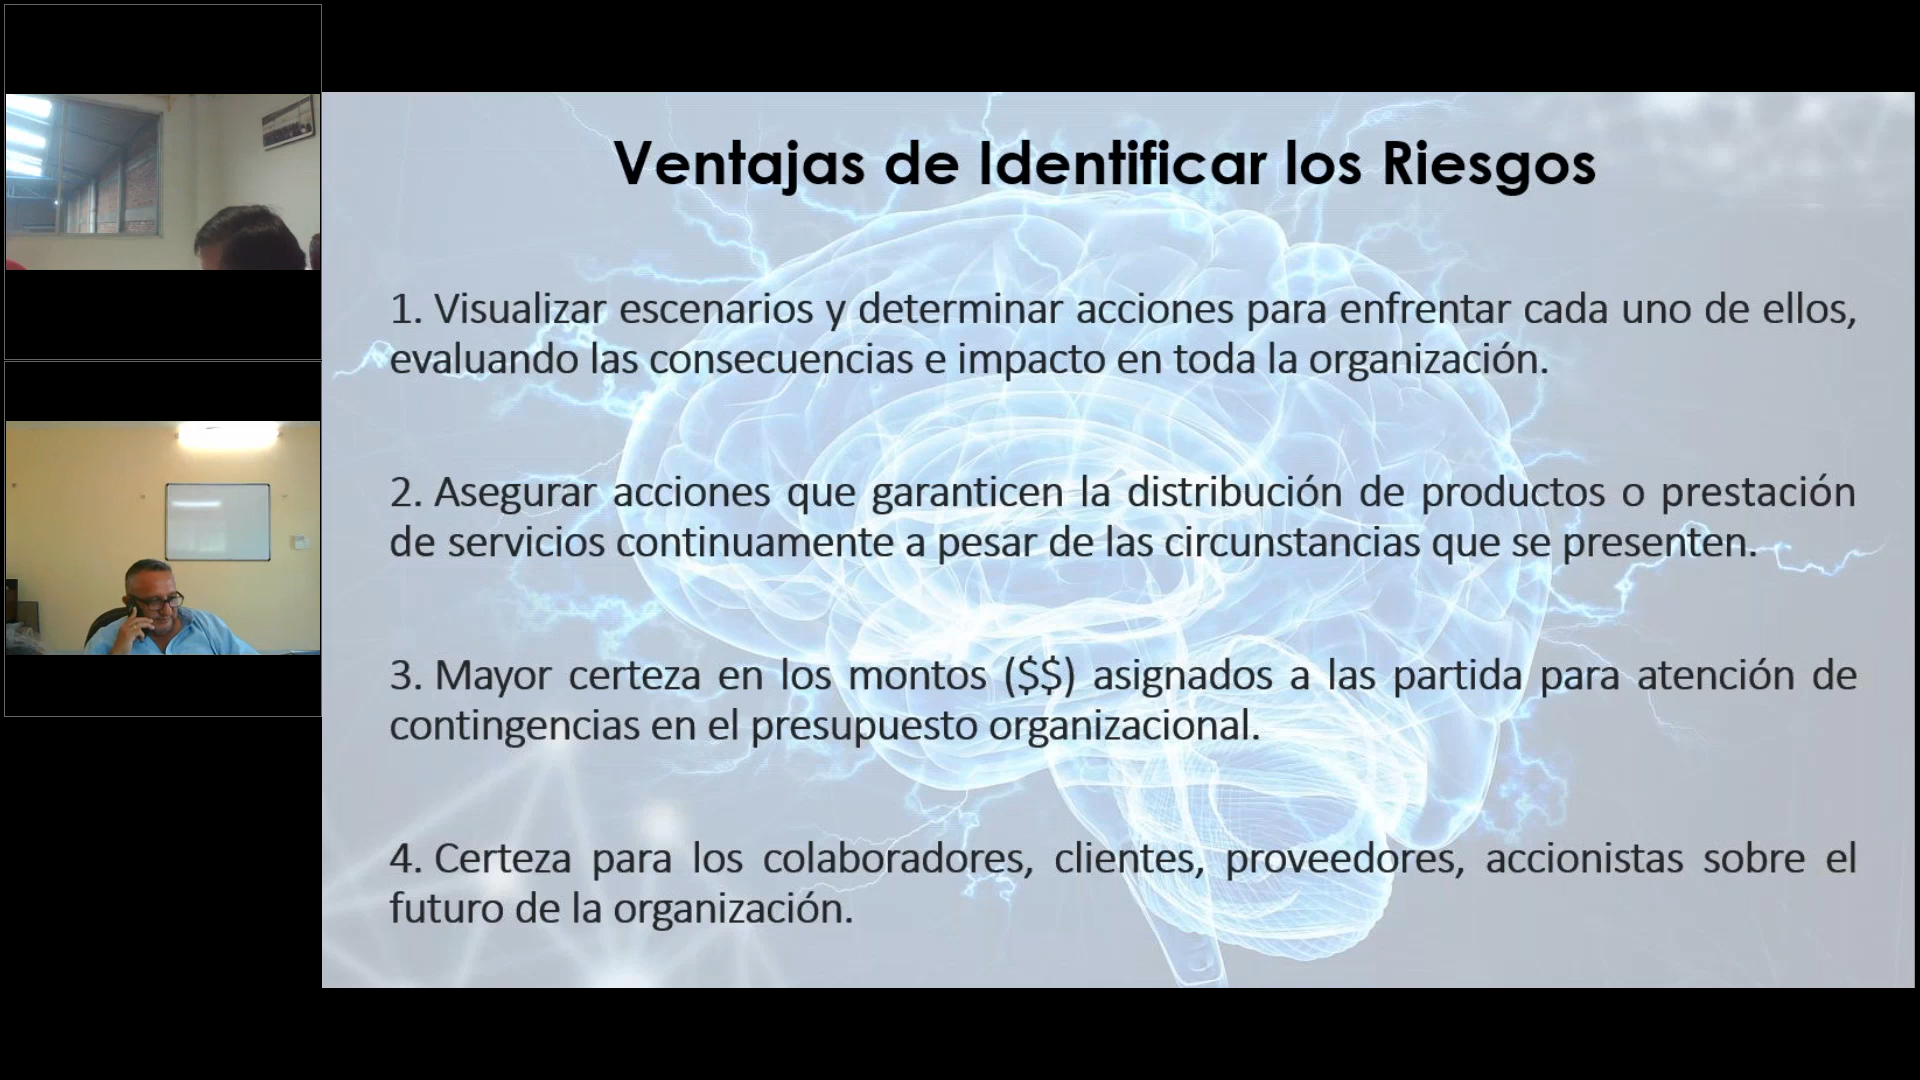 Ventajas de Identificar los Riesgos
1. Visualizar escenarios y determinar acciones para enfrentar cada uno de ellos,
evaluando las consecuencias e impacto en toda la organización.
2. Asegurar acciones que garanticen la distribución de productos o prestación
de servicios continuamente a pesar de las circunstancias que se presenten.
3. Mayor certeza en los montos ($$) asignados a las partida para atención de
contingencias en el presupuesto organizacional.
4. Certeza para los colaboradores, clientes, proveedores, accionistas sobre el
futuro de la organización.